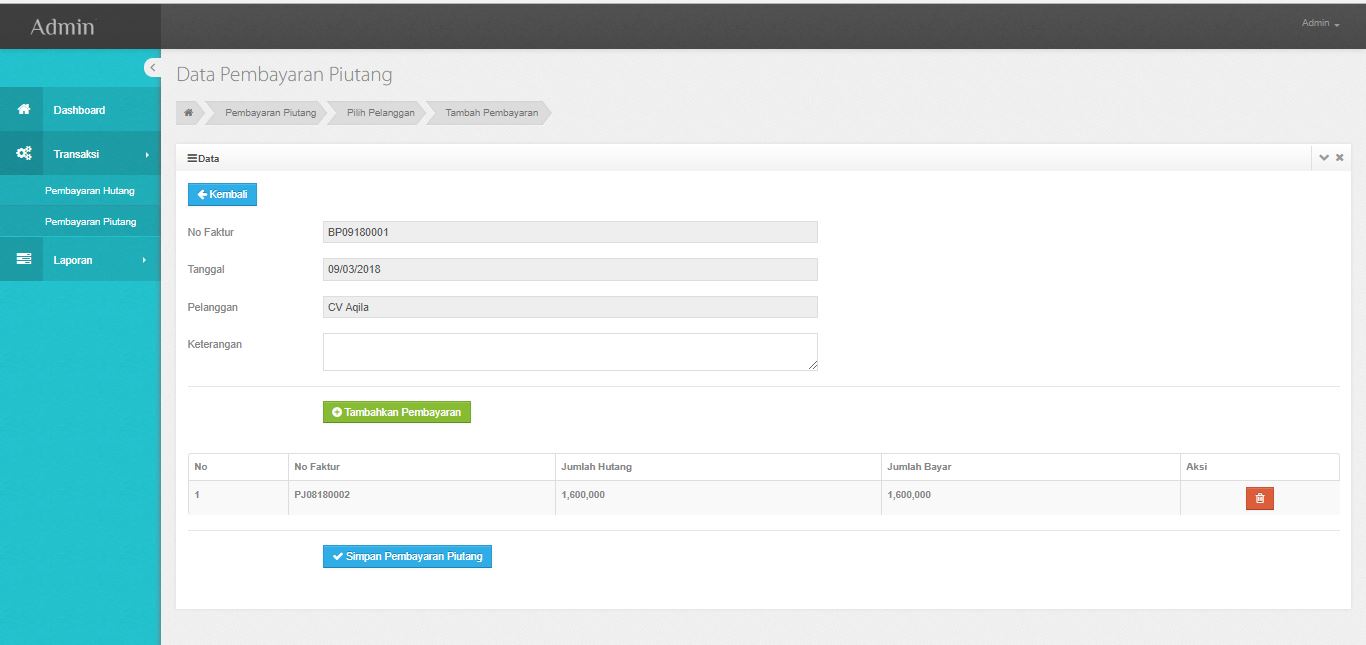 Admin
Admin
Data Pembayaran Piutang
Pembayaran Piutang Pilih Pelanggan Tambah Pembayaran
Dashboard
Transaksi
Pembayaran Hutang
Pembayaran Piutang
Laporan
Data
Kembali
No Faktur BP09180001
Tanggal 09/03/2018
Pelanggan CV Aqila
Keterangan
Tambahkan Pembayaran
No No Faktur Jumlah Hutang Jumlah Bayar Aksi
1 PJ08180002 1,600,000 1,600,000
Simpan Pembayaran Piutang